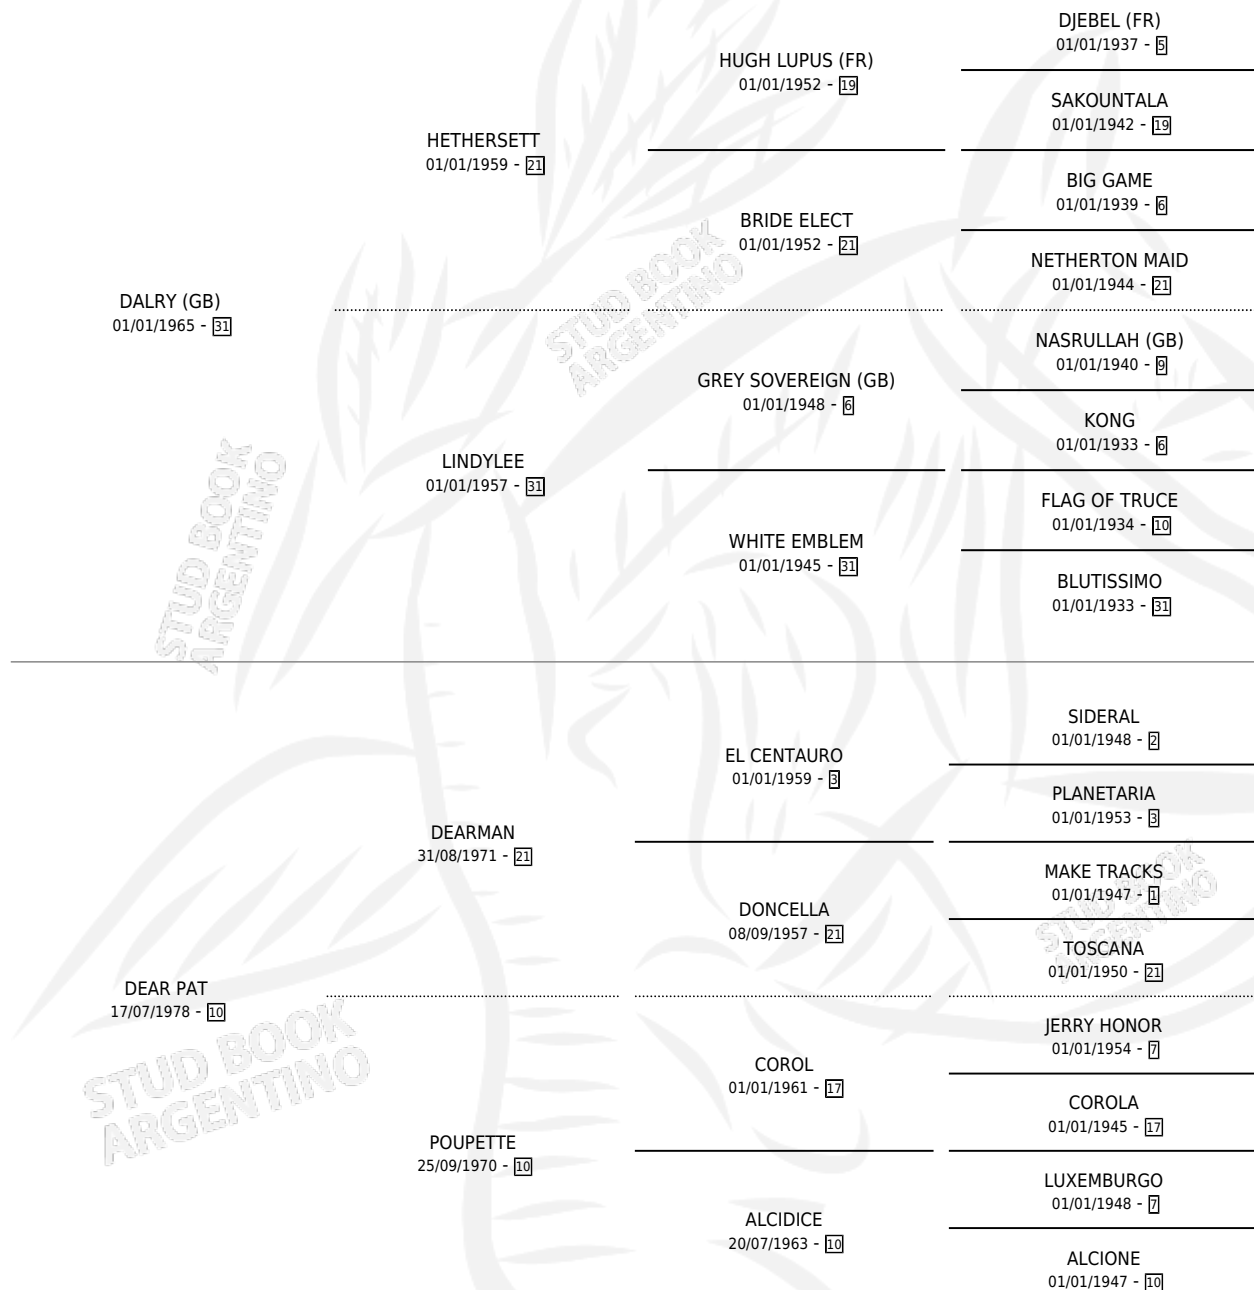 DJEBEL (FR)
01/01/1937 - 5
HUGH LUPUS (FR)
01/01/1952 - 19
SAKOUNTALA
01/01/1942 - 19
HETHERSETT
01/01/1959 - 21
BIG GAME
01/01/1939 - 6
BRIDE ELECT
01/01/1952 - 21
NETHERTON MAID
01/01/1944 - 21
DALRY (GB)
01/01/1965 - 31
STUD BOOK
ARGENTINO
NASRULLAH (GB)
01/01/1940 - 9
GREY SOVEREIGN (GB)
01/01/1948 - 6
KONG
01/01/1933 - 6
LINDYLEE
01/01/1957 - 31
FLAG OF TRUCE
01/01/1934 - 10
WHITE EMBLEM
01/01/1945 - 31
BLUTISSIMO
01/01/1933 - 31
STUD BOOK
ARGENTINO
SIDERAL
01/01/1948 - 2
EL CENTAURO
01/01/1959 - 3
PLANETARIA
01/01/1953 - 3
DEARMAN
31/08/1971 - 21
MAKE TRACKS
01/01/1947 - 1
DONCELLA
08/09/1957 - 21
STUD BOOK
ARGENTINO
TOSCANA
01/01/1950 - 21
DEAR PAT
17/07/1978 - 10
STUD BOOK
ARGENTINO
JERRY HONOR
01/01/1954 - 7
COROL
01/01/1961 - 17
COROLA
01/01/1945 - 17
POUPETTE
25/09/1970 - 10
LUXEMBURGO
01/01/1948 - 7
ALCIDICE
20/07/1963 - 10
ALCIONE
01/01/1947 - 10